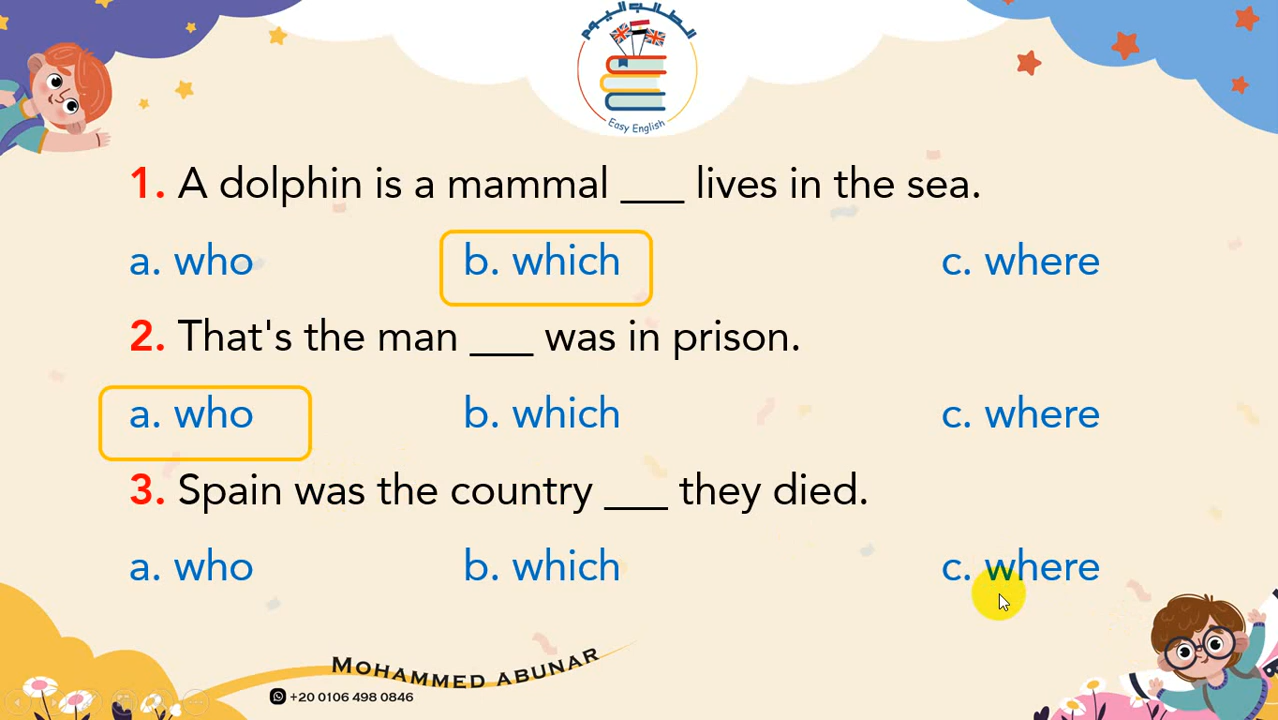 الطالب اليوم
Easy English
1. A dolphin is a mammal ___ lives in the sea.
a. who b. which c. where
2. That's the man ___ was in prison.
a. who b. which c. where
3. Spain was the country ___ they died.
a. who b. which c. where
MOHAMMED ABUNAR
+20 0106 498 0846